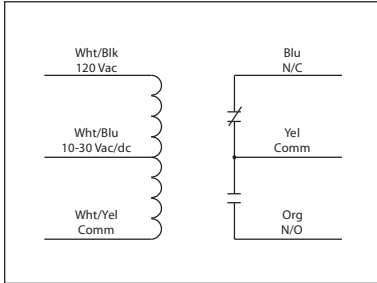 Wht/Blk
120 Vac
Wht/Blu
10-30 Vac/dc
Wht/Yel
Comm
Blu
N/C
Yel
Comm
Org
N/O